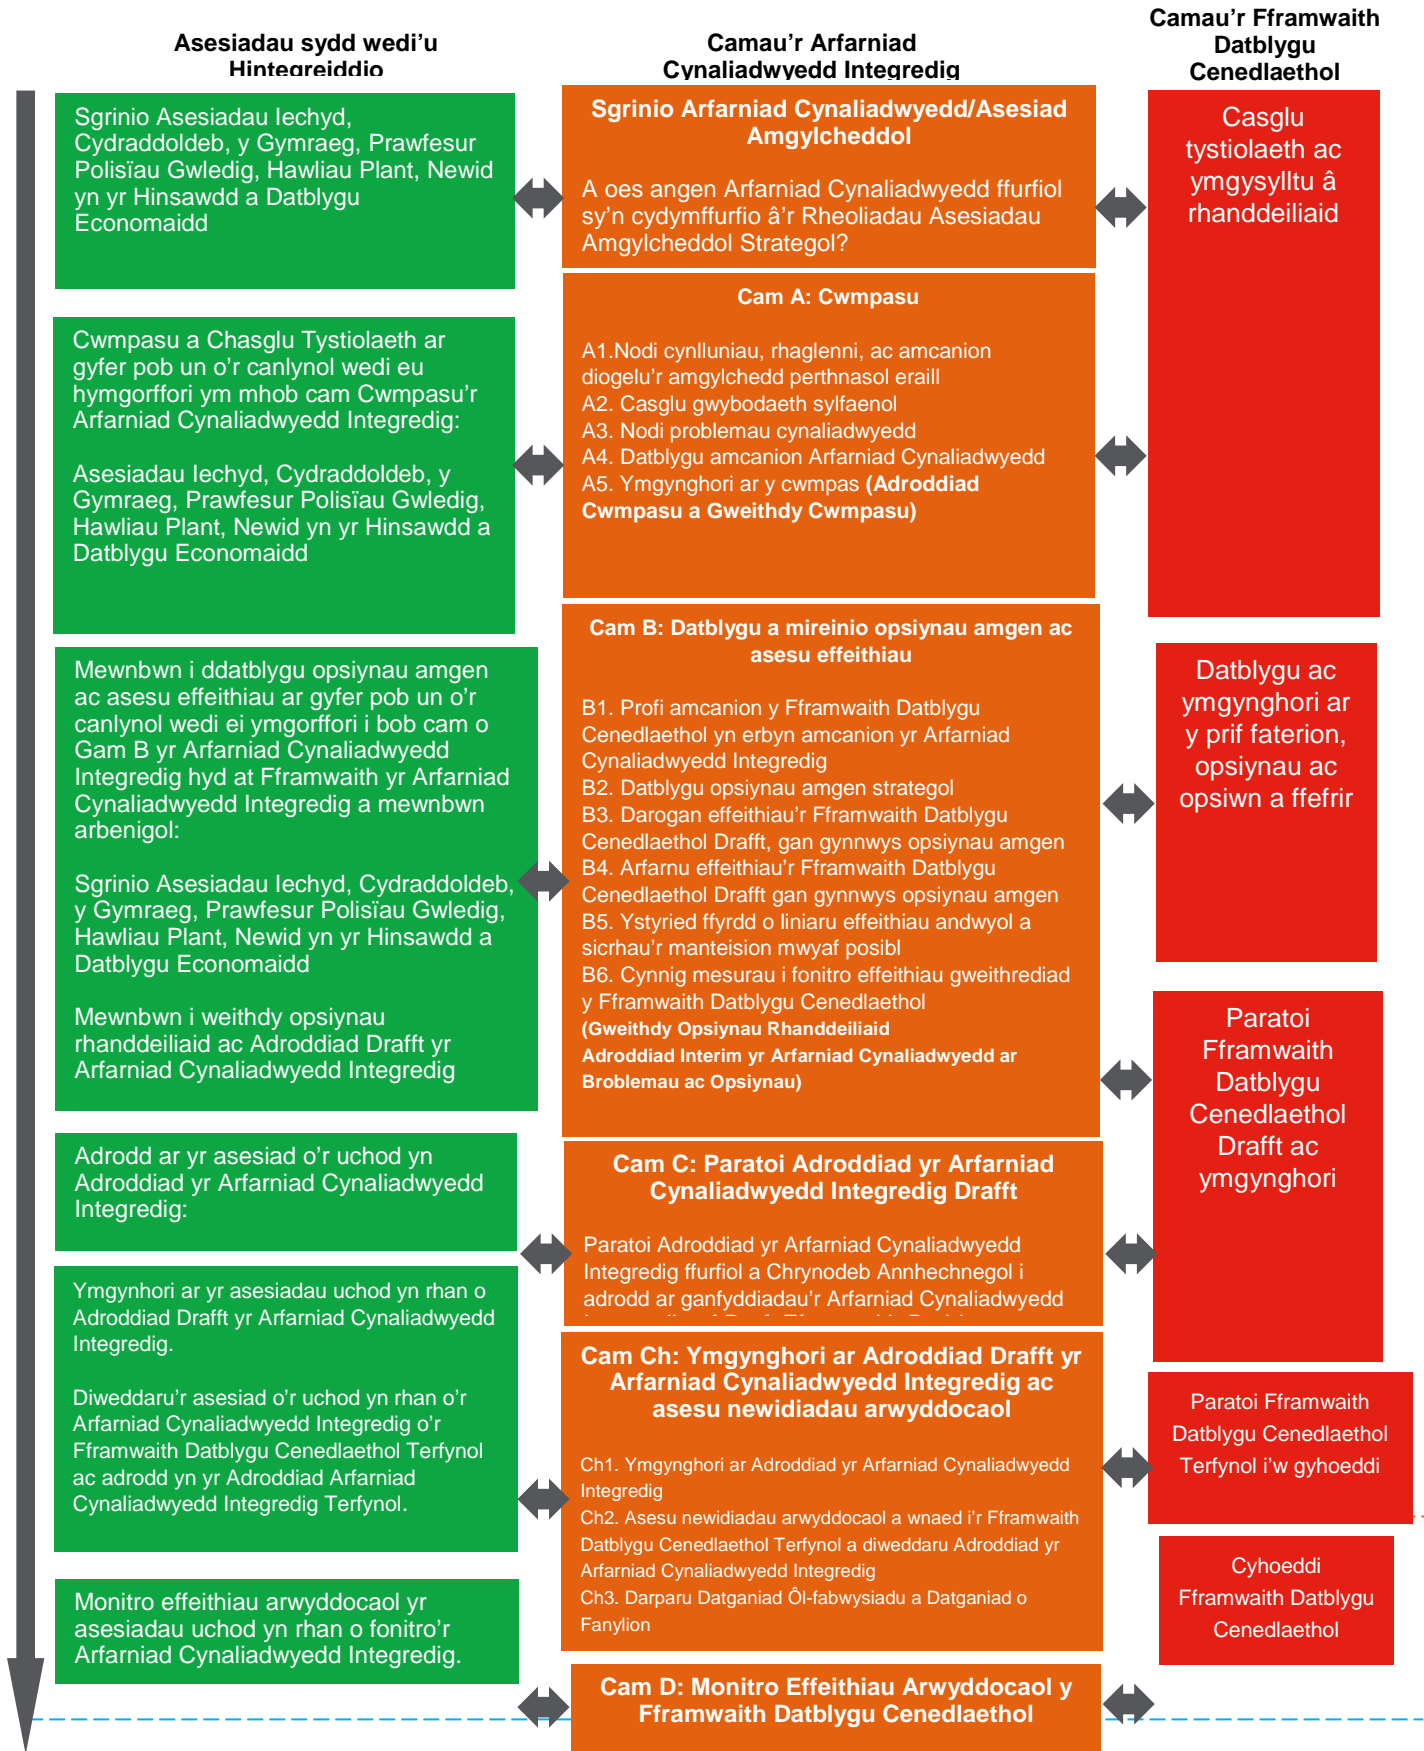 Asesiadau sydd wedi’u
Hintegreiddio
Camau’r Arfarniad
Cynaliadwyedd Integredig
Camau'r Fframwaith
Datblygu
Cenedlaethol
Sgrinio Asesiadau Iechyd,
Cydraddoldeb, y Gymraeg, Prawfesur
Polisïau Gwledig, Hawliau Plant, Newid
yn yr Hinsawdd a Datblygu
Economaidd
Sgrinio Arfarniad Cynaliadwyedd/Asesiad
Amgylcheddol
A oes angen Arfarniad Cynaliadwyedd ffurfiol
sy’n cydymffurfio â’r Rheoliadau Asesiadau
Amgylcheddol Strategol?
Casglu
tystiolaeth ac
ymgysylltu â
rhanddeiliaid
Cwmpasu a Chasglu Tystiolaeth ar
gyfer pob un o’r canlynol wedi eu
hymgorffori ym mhob cam Cwmpasu’r
Arfarniad Cynaliadwyedd Integredig:
Asesiadau Iechyd, Cydraddoldeb, y
Gymraeg, Prawfesur Polisïau Gwledig,
Hawliau Plant, Newid yn yr Hinsawdd a
Datblygu Economaidd
Cam A: Cwmpasu
A1.Nodi cynlluniau, rhaglenni, ac amcanion
diogelu’r amgylchedd perthnasol eraill
A2. Casglu gwybodaeth sylfaenol
A3. Nodi problemau cynaliadwyedd
A4. Datblygu amcanion Arfarniad Cynaliadwyedd
A5. Ymgynghori ar y cwmpas (Adroddiad
Cwmpasu a Gweithdy Cwmpasu)
Mewnbwn i ddatblygu opsiynau amgen
ac asesu effeithiau ar gyfer pob un o’r
canlynol wedi ei ymgorffori i bob cam o
Gam B yr Arfarniad Cynaliadwyedd
Integredig hyd at Fframwaith yr Arfarniad
Cynaliadwyedd Integredig a mewnbwn
arbenigol:
Sgrinio Asesiadau Iechyd, Cydraddoldeb,
y Gymraeg, Prawfesur Polisïau Gwledig,
Hawliau Plant, Newid yn yr Hinsawdd a
Datblygu Economaidd
Mewnbwn i weithdy opsiynau
rhanddeiliaid ac Adroddiad Drafft yr
Arfarniad Cynaliadwyedd Integredig
Cam B: Datblygu a mireinio opsiynau amgen ac
asesu effeithiau
B1. Profi amcanion y Fframwaith Datblygu
Cenedlaethol yn erbyn amcanion yr Arfarniad
Cynaliadwyedd Integredig
B2. Datblygu opsiynau amgen strategol
B3. Darogan effeithiau’r Fframwaith Datblygu
Cenedlaethol Drafft, gan gynnwys opsiynau amgen
B4. Arfarnu effeithiau’r Fframwaith Datblygu
Cenedlaethol Drafft gan gynnwys opsiynau amgen
B5. Ystyried ffyrdd o liniaru effeithiau andwyol a
sicrhau’r manteision mwyaf posibl
B6. Cynnig mesurau i fonitro effeithiau gweithrediad
y Fframwaith Datblygu Cenedlaethol
(Gweithdy Opsiynau Rhanddeiliaid
Adroddiad Interim yr Arfarniad Cynaliadwyedd ar
Broblemau ac Opsiynau)
Datblygu ac
ymgynghori ar
y prif faterion,
opsiynau ac
opsiwn a ffefrir
Paratoi
Fframwaith
Datblygu
Cenedlaethol
Drafft ac
ymgynghori
Adrodd ar yr asesiad o’r uchod yn
Adroddiad yr Arfarniad Cynaliadwyedd
Integredig:
Cam C: Paratoi Adroddiad yr Arfarniad
Cynaliadwyedd Integredig Drafft
Paratoi Adroddiad yr Arfarniad Cynaliadwyedd
Integredig ffurfiol a Chrynodeb Annhechnegol i
adrodd ar ganfyddiadau’r Arfarniad Cynaliadwyedd
Ymgynhori ar yr asesiadau uchod yn rhan o
Adroddiad Drafft yr Arfarniad Cynaliadwyedd
Integredig.
Diweddaru’r asesiad o’r uchod yn rhan o’r
Arfarniad Cynaliadwyedd Integredig o’r
Fframwaith Datblygu Cenedlaethol Terfynol
ac adrodd yn yr Adroddiad Arfarniad
Cynaliadwyedd Integredig Terfynol.
Cam Ch: Ymgynghori ar Adroddiad Drafft yr
Arfarniad Cynaliadwyedd Integredig ac
asesu newidiadau arwyddocaol
Ch1. Ymgynghori ar Adroddiad yr Arfarniad Cynaliadwyedd
Integredig
Ch2. Asesu newidiadau arwyddocaol a wnaed i’r Fframwaith
Datblygu Cenedlaethol Terfynol a diweddaru Adroddiad yr
Arfarniad Cynaliadwyedd Integredig
Ch3. Darparu Datganiad Ôl-fabwysiadu a Datganiad o
Fanylion
Paratoi Fframwaith
Datblygu Cenedlaethol
Terfynol i’w gyhoeddi
Cyhoeddi
Fframwaith Datblygu
Cenedlaethol
Monitro effeithiau arwyddocaol yr
asesiadau uchod yn rhan o fonitro’r
Arfarniad Cynaliadwyedd Integredig.
Cam D: Monitro Effeithiau Arwyddocaol y
Fframwaith Datblygu Cenedlaethol